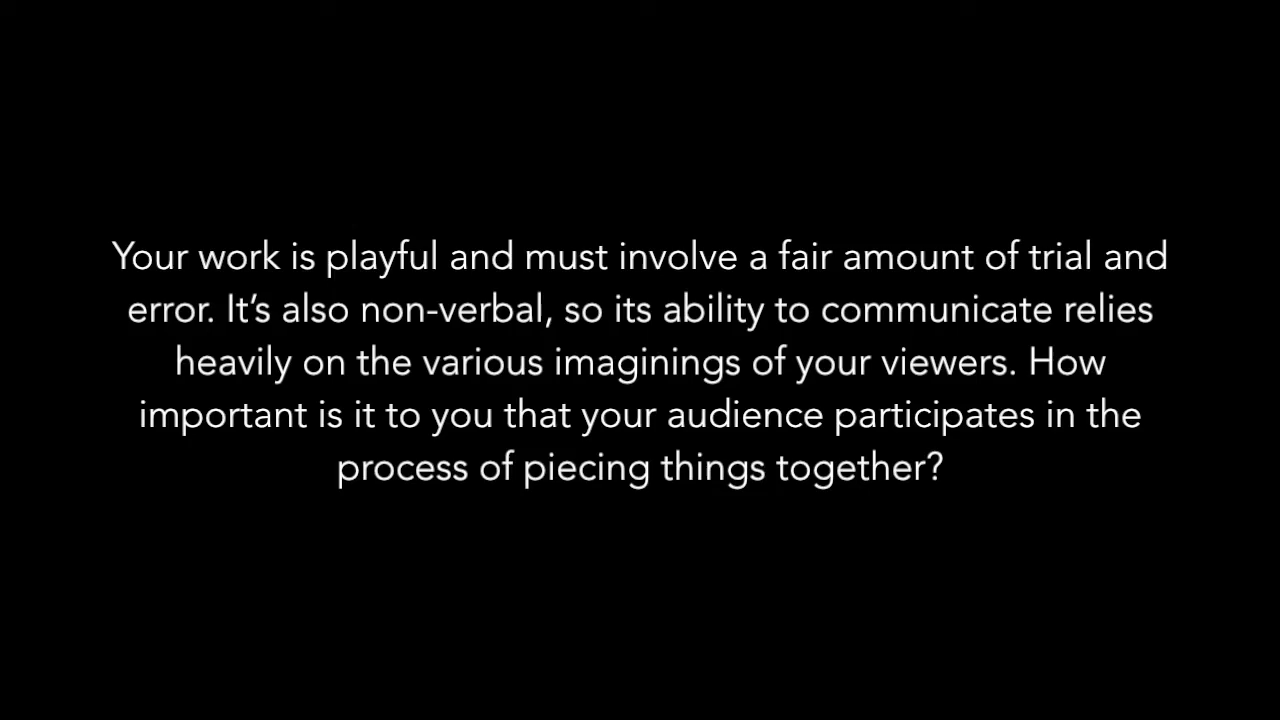 Your work is playful and must involve a fair amount of trial and
error. It’s also non-verbal, so its ability to communicate relies
heavily on the various imaginings of your viewers. How
important is it to you that your audience participates in the
process of piecing things together?